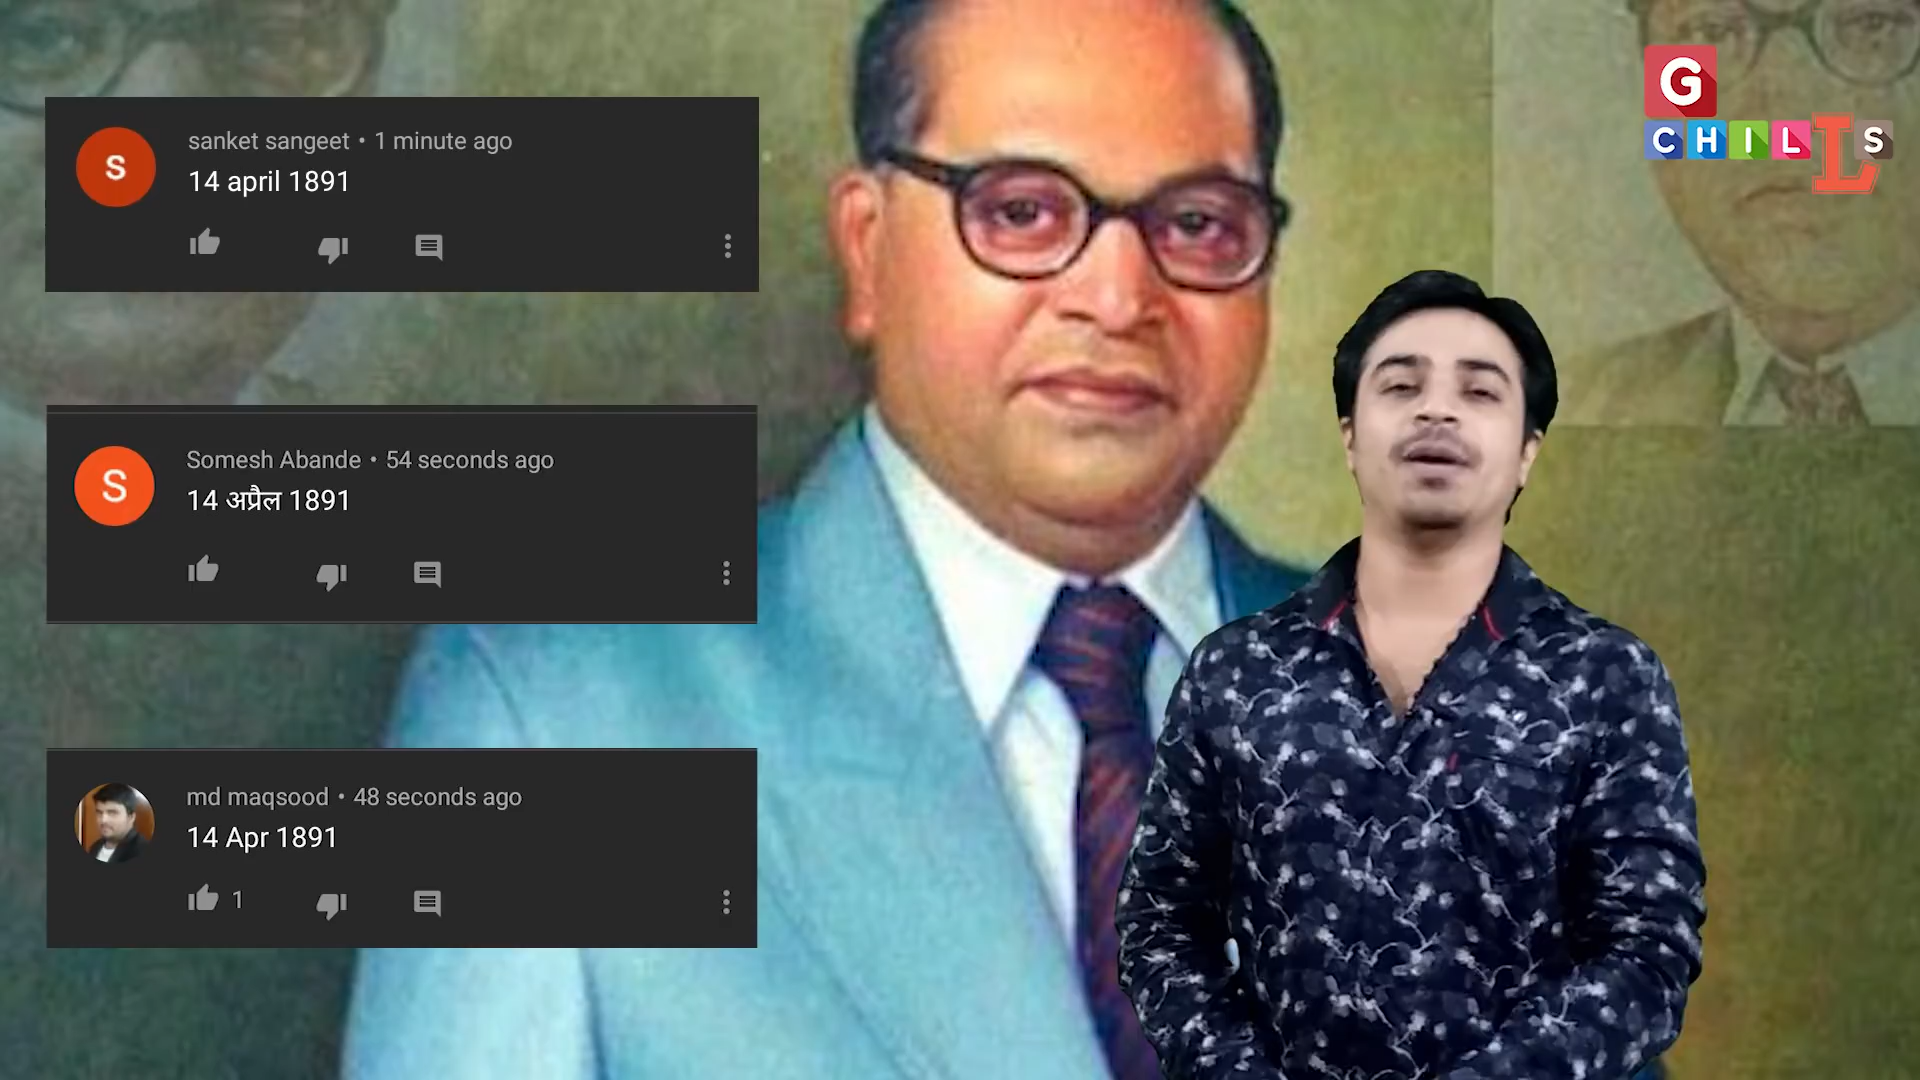 sanket sangeet • 1 minute ago
14 april 1891
Somesh Abande • 54 seconds ago
14 अप्रैल 1891
md maqsood • 48 seconds ago
14 Apr 1891
1
S
S
G
CHILLS